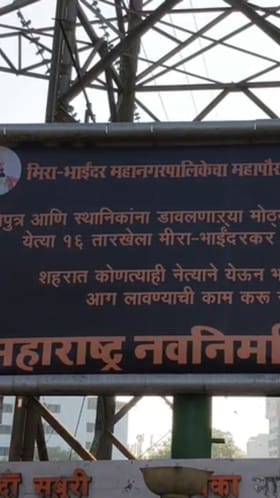 मिरा-भाईंदर महानगरपालिकेचा महापौर
पुत्र आणि स्थानिकांना डावलणाऱ्या मोठ
येत्या १६ तारखेला मीरा-भाईंदरकर
शहरात कोणत्याही नेत्याने येऊन भ
आग लावण्याची काम करू न
महाराष्ट्र नवनिर्मा